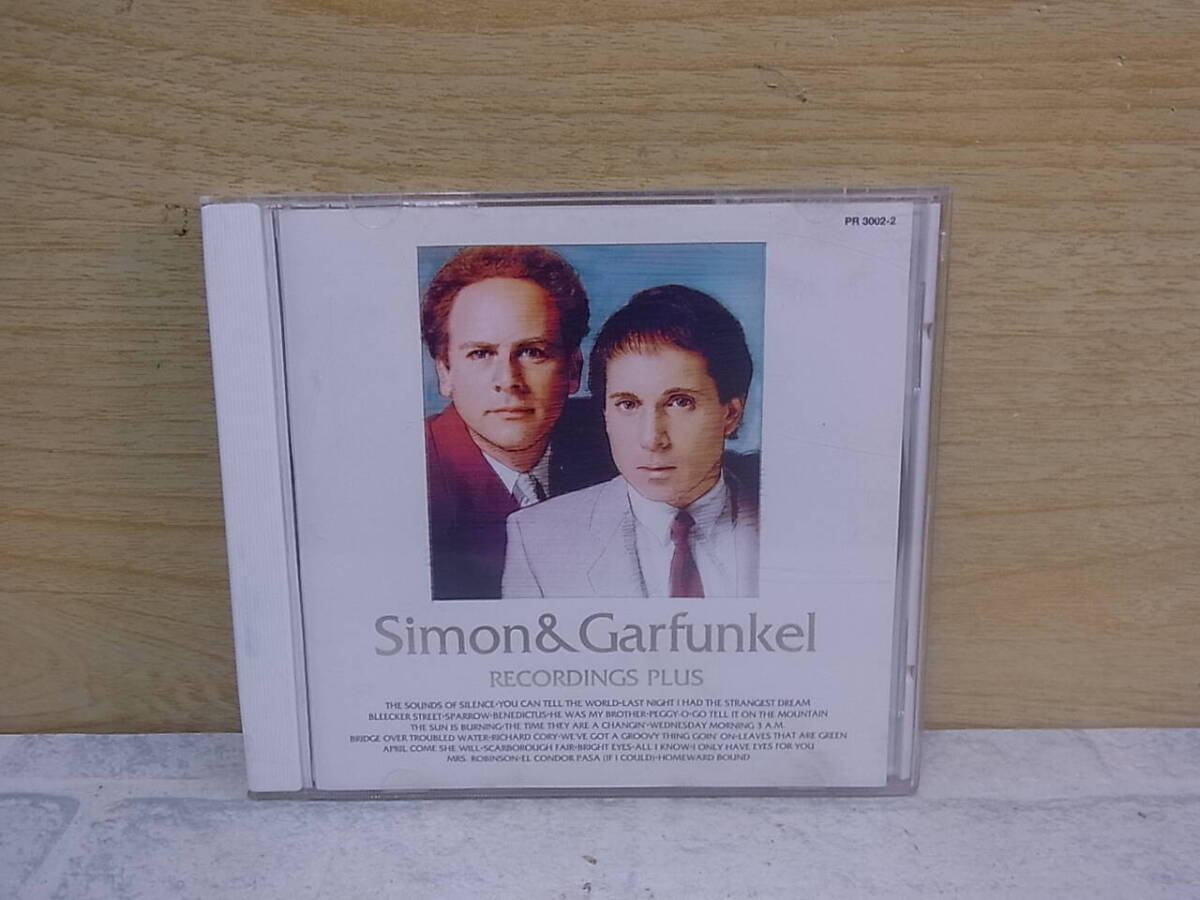 PR 3002-2
Simon & Garfunkel
RECORDINGS PLUS
THE SOUNDS OF SILENCE•YOU CAN TELL THE WORLD•LAST NIGHT I HAD THE STRANGEST DREAM
BLEECKER STREET•SPARROW•BENEDICTUS•HE WAS MY BROTHER•PEGGY-O•GO TELL IT ON THE MOUNTAIN
THE SUN IS BURNING•THE TIME THEY ARE A CHANGIN'•WEDNESDAY MORNING 3 A.M.
BRIDGE OVER TROUBLED WATER•RICHARD CORY•WE'VE GOT A GROOVY THING GOIN' ON•LEAVES THAT ARE GREEN
APRIL COME SHE WILL•SCARBOROUGH FAIR•BRIGHT EYES•ALL I KNOW•I ONLY HAVE EYES FOR YOU
MRS. ROBINSON•EL CONDOR PASA (IF I COULD)•HOMEWARD BOUND